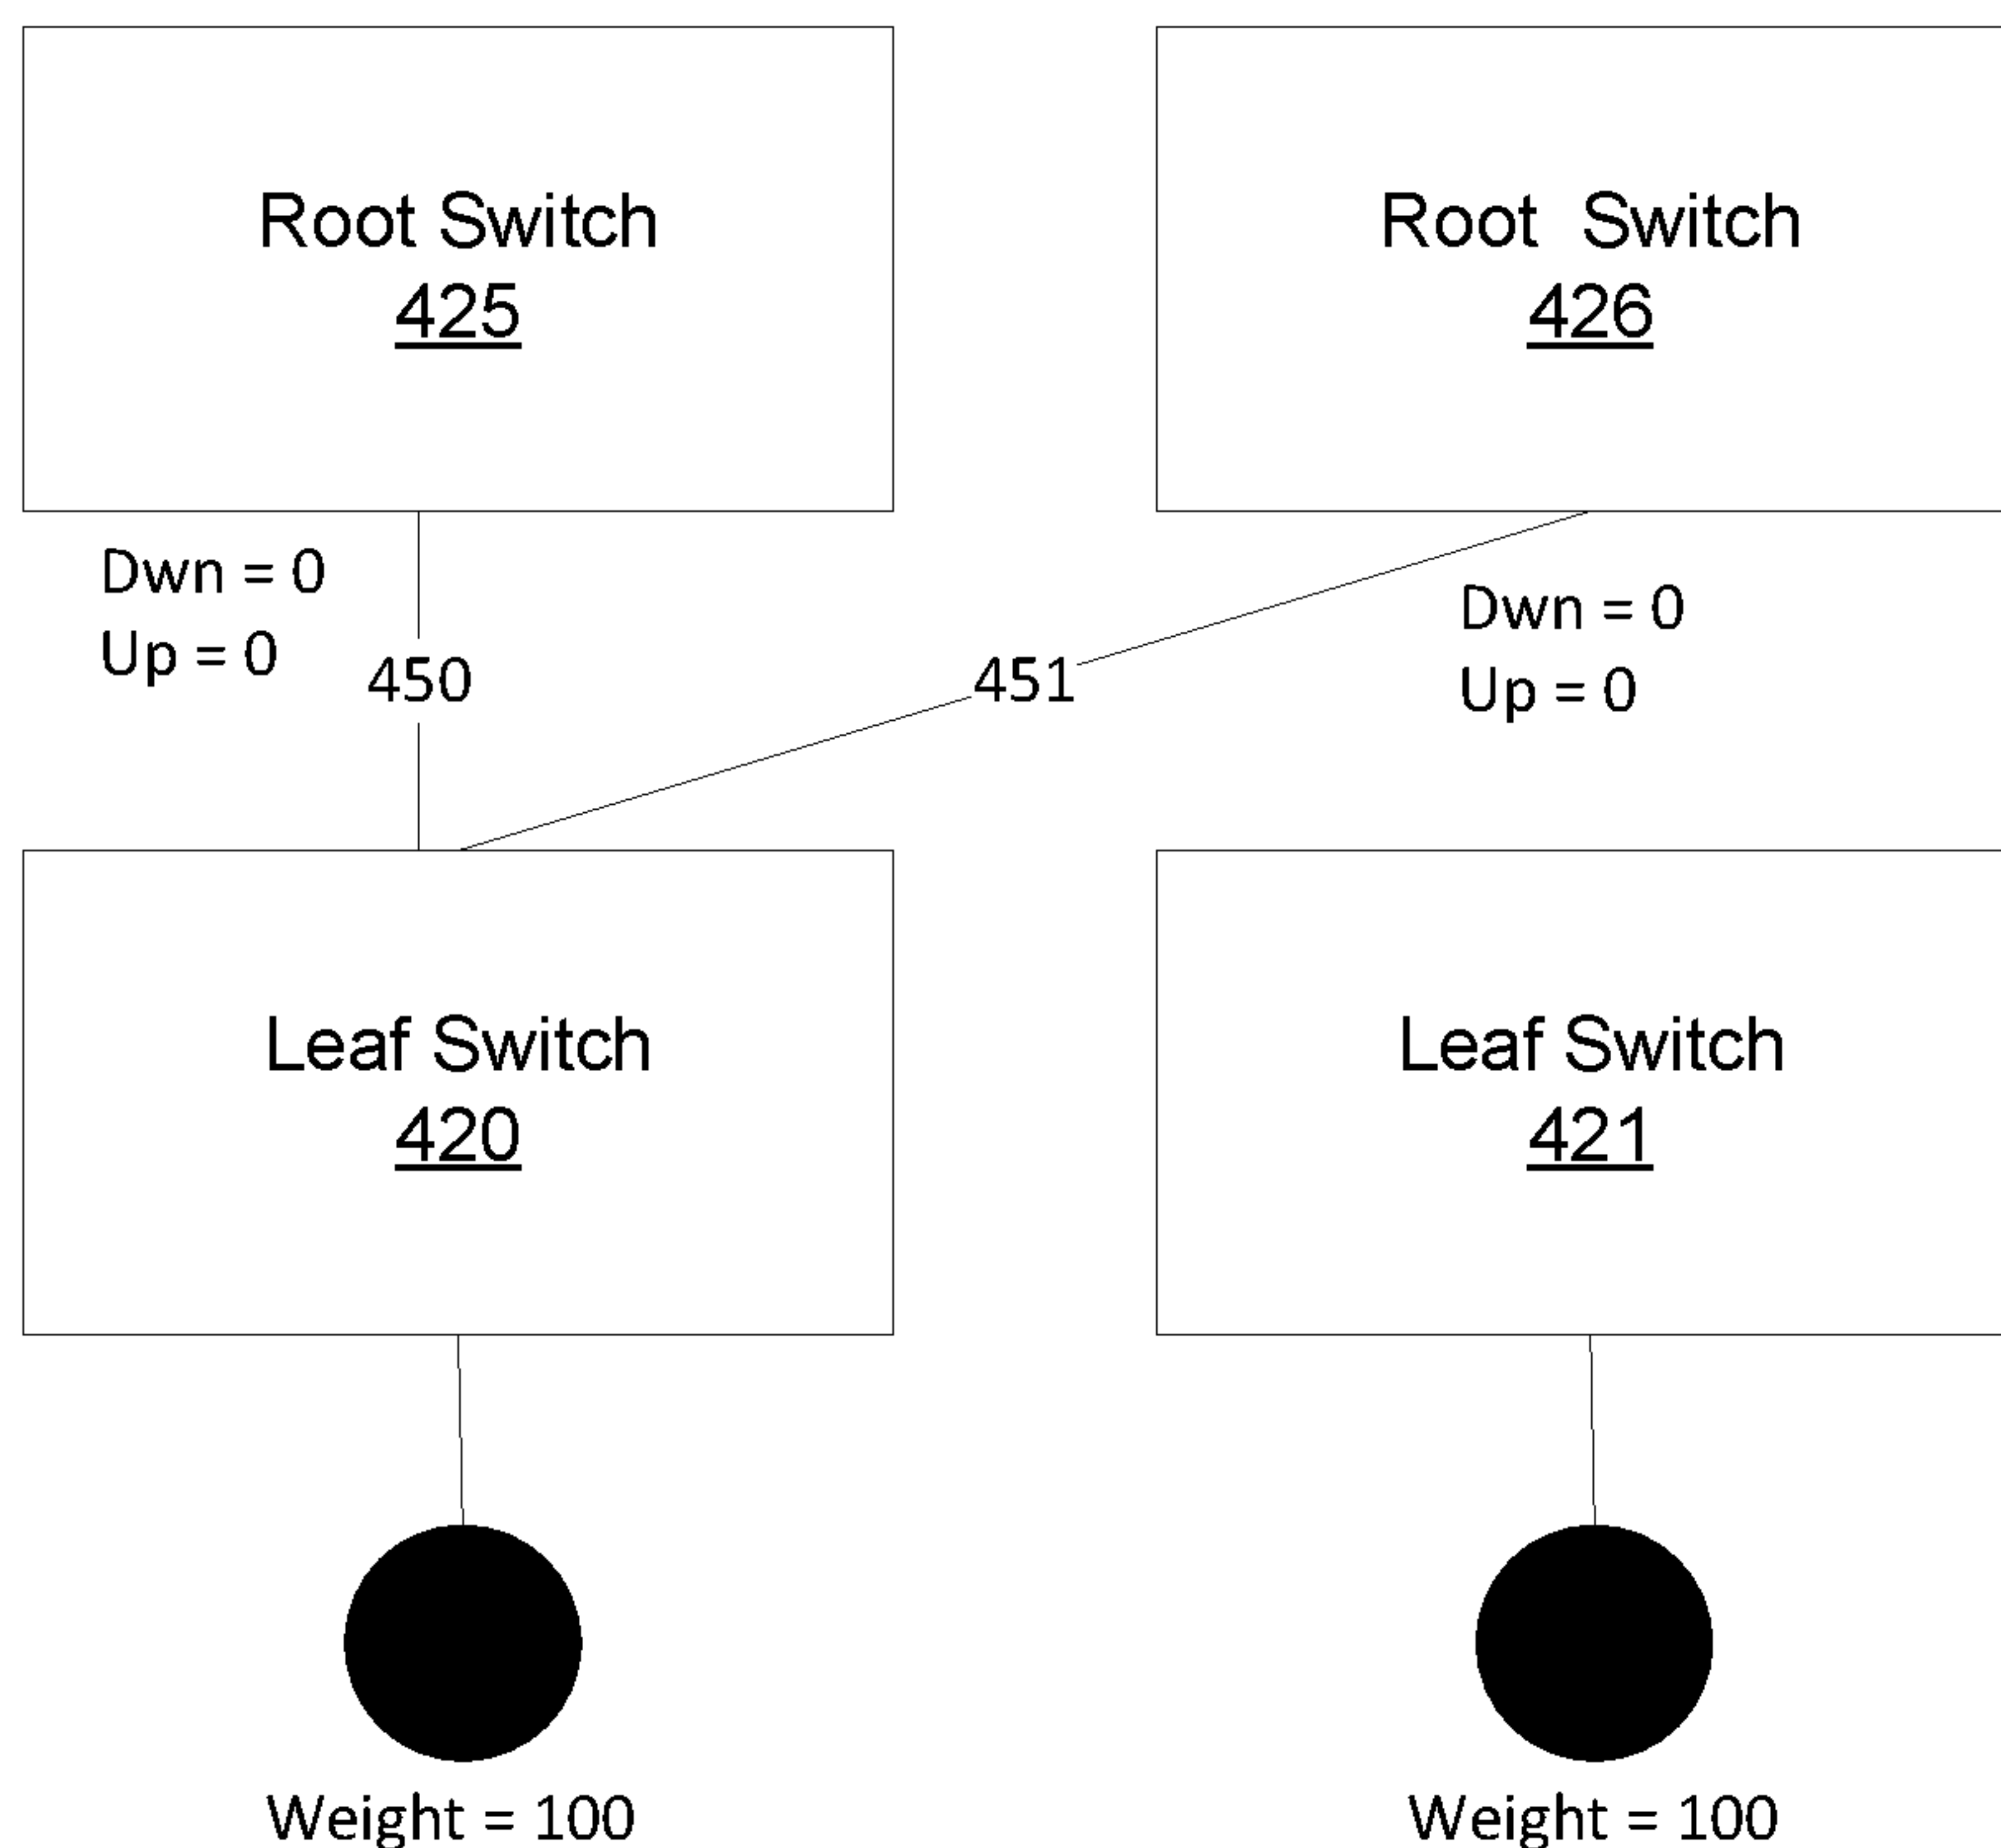 Root Switch
425
Root Switch
426
Dwn = 0
Up = 0
450
451
Dwn = 0
Up = 0
Leaf Switch
420
Leaf Switch
421
Weight = 100
Weight = 100